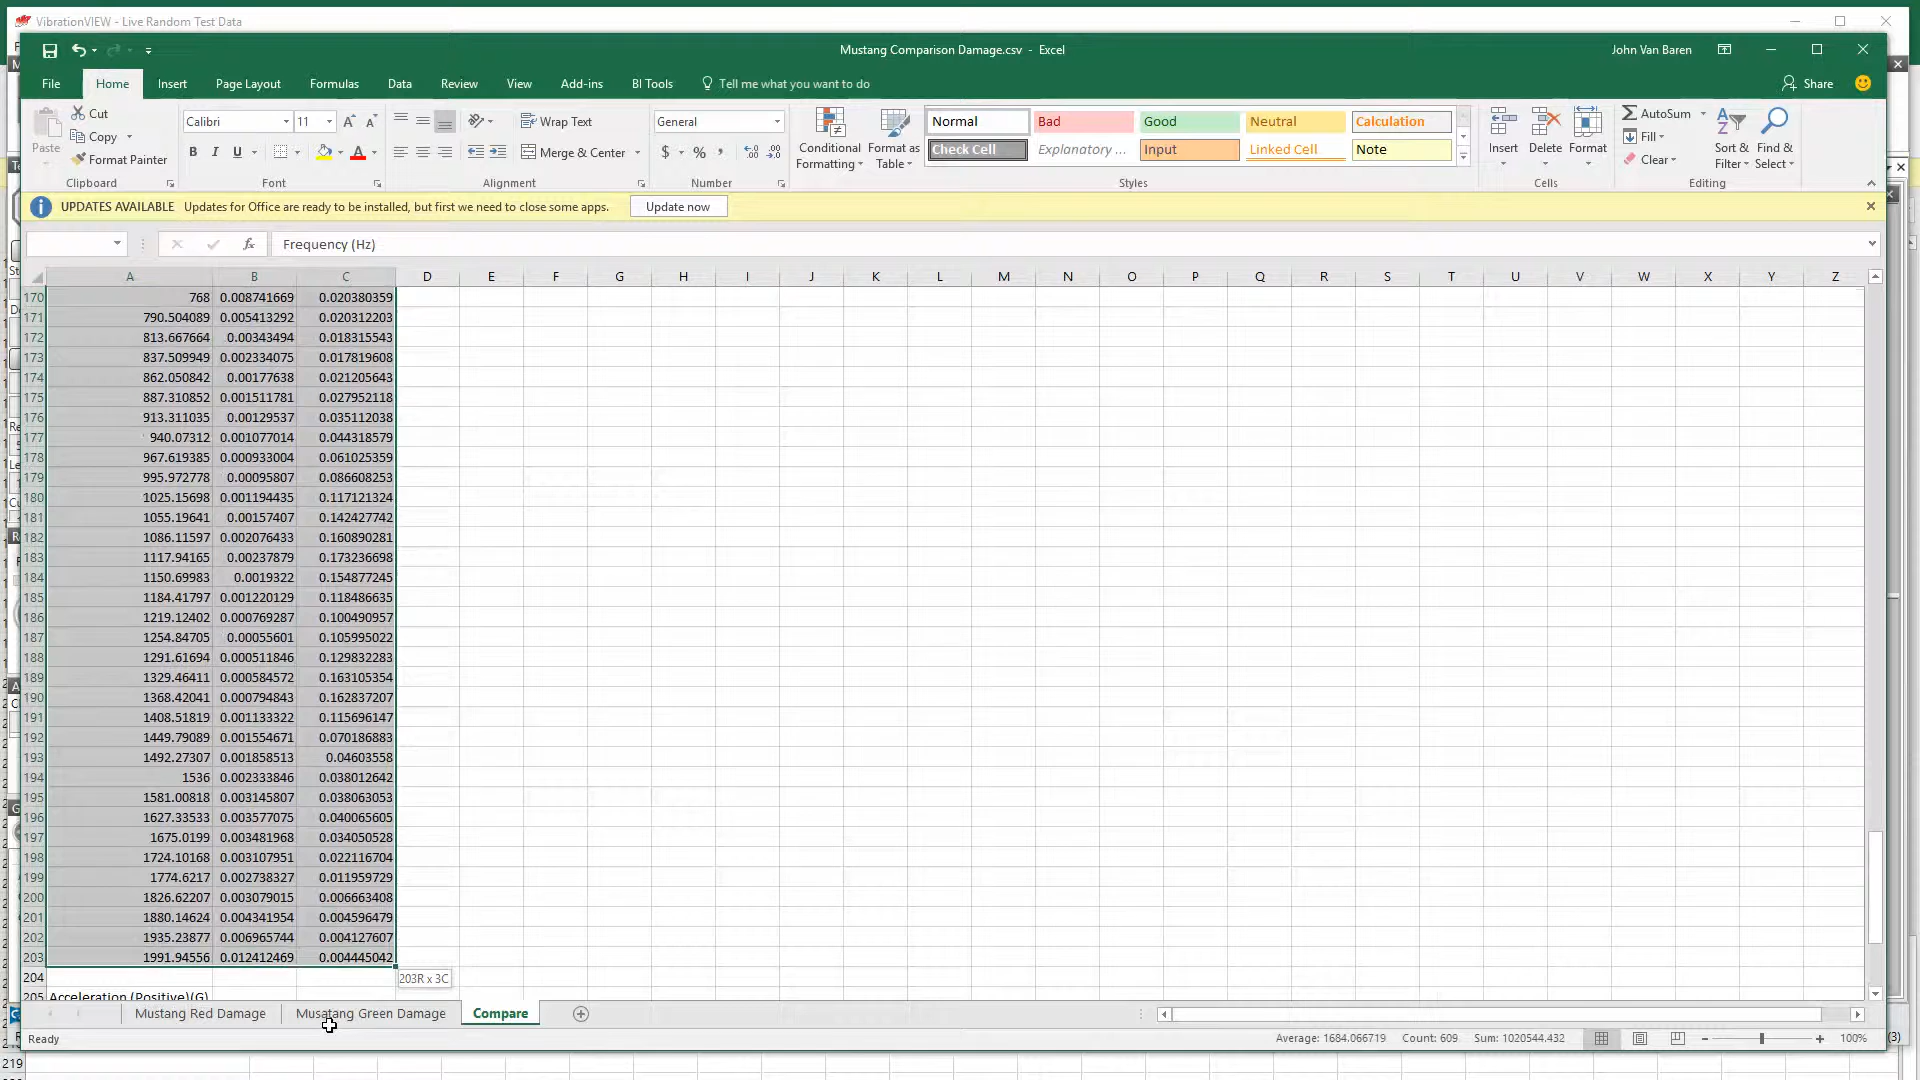 VibrationVIEW - Live Random Test Data
Mustang Comparison Damage.csv - Excel
John Van Baren
File Home Insert Page Layout Formulas Data Review View Add-ins BI Tools Tell me what you want to do
Share
Paste
Cut
Copy
Format Painter
Clipboard
Calibri 11
B I U
Font
Wrap Text
Merge & Center
Alignment
General
$ % ,
Number
Conditional Formatting
Format as Table
Normal Bad Good Neutral Calculation
Check Cell Explanatory ... Input Linked Cell Note
Styles
Insert Delete Format
Cells
AutoSum
Fill
Clear
Sort & Filter
Find & Select
Editing
UPDATES AVAILABLE Updates for Office are ready to be installed, but first we need to close some apps. Update now
fx Frequency (Hz)
A B C D E F G H I J K L M N O P Q R S T U V W X Y Z
170 768 0.008741669 0.020380359
171 790.504089 0.005413292 0.020312203
172 813.667664 0.00343494 0.018315543
173 837.509949 0.002334075 0.017819608
174 862.050842 0.00177638 0.021205643
175 887.310852 0.001511781 0.027952118
176 913.311035 0.00129537 0.035112038
177 940.07312 0.001077014 0.044318579
178 967.619385 0.000933004 0.061025359
179 995.972778 0.00095807 0.086608253
180 1025.15698 0.001194435 0.117121324
181 1055.19641 0.00157407 0.142427742
182 1086.11597 0.002076433 0.160890281
183 1117.94165 0.00237879 0.173236698
184 1150.69983 0.0019322 0.154877245
185 1184.41797 0.001220129 0.118486635
186 1219.12402 0.000769287 0.100490957
187 1254.84705 0.00055601 0.105995022
188 1291.61694 0.000511846 0.129832283
189 1329.46411 0.000584572 0.163105354
190 1368.42041 0.000794843 0.162837207
191 1408.51819 0.001133322 0.115696147
192 1449.79089 0.001554671 0.070186883
193 1492.27307 0.001858513 0.04603558
194 1536 0.002333846 0.038012642
195 1581.00818 0.003145807 0.038063053
196 1627.33533 0.003577075 0.040065605
197 1675.0199 0.003481968 0.034050528
198 1724.10168 0.003107951 0.022116704
199 1774.6217 0.002738327 0.011959729
200 1826.62207 0.003079015 0.006663408
201 1880.14624 0.004341954 0.004596479
202 1935.23877 0.006965744 0.004127607
203 1991.94556 0.012412469 0.004445042
204 203R x 3C
205 Acceleration (Positive)(G)
Mustang Red Damage Musatang Green Damage Compare
Ready Average: 1684.066719 Count: 609 Sum: 1020544.432 100%
219